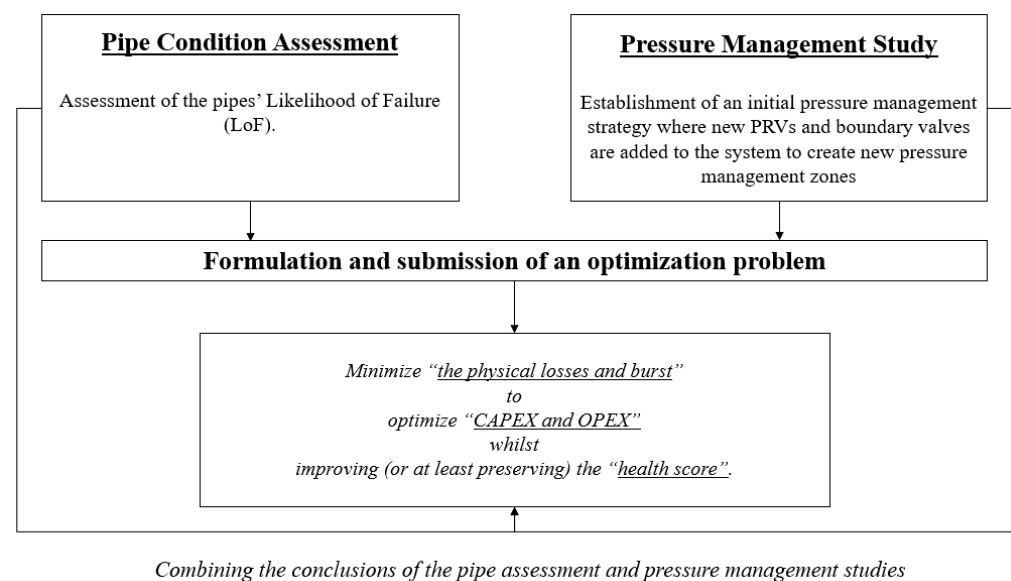 Pipe Condition Assessment
Assessment of the pipes' Likelihood of Failure
(LoF).
Pressure Management Study
Establishment of an initial pressure management
strategy where new PRVs and boundary valves
are added to the system to create new pressure
management zones
Formulation and submission of an optimization problem
Minimize “the physical losses and burst”
to
optimize “CAPEX and OPEX”
whilst
improving (or at least preserving) the “health score”.
Combining the conclusions of the pipe assessment and pressure management studies